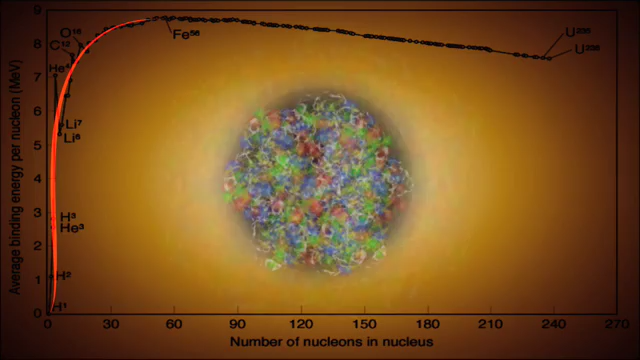 Average binding energy per nucleon (MeV)
9
8
7
6
5
4
3
2
1
0
O¹⁶
C¹²
He⁴
Li⁷
Li⁶
H³
He³
H²
H¹
Fe⁵⁶
U²³⁵
U²³⁸
0 30 60 90 120 150 180 210 240 270
Number of nucleons in nucleus